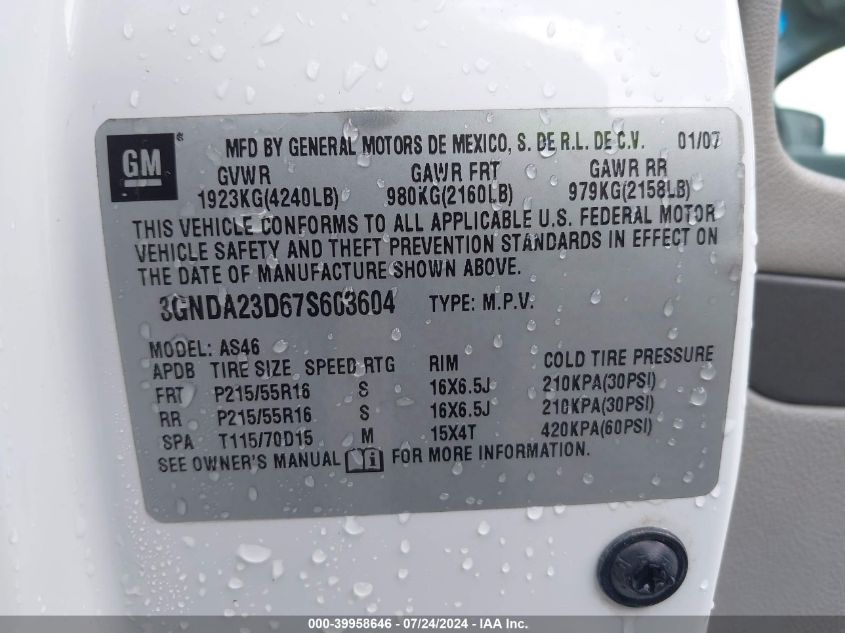 GM
MFD BY GENERAL MOTORS DE MEXICO, S. DE R.L. DE C.V. 01/07
GVWR GAWR FRT GAWR RR
1923KG(4240LB) 980KG(2160LB) 979KG(2158LB)
THIS VEHICLE CONFORMS TO ALL APPLICABLE U.S. FEDERAL MOTOR
VEHICLE SAFETY AND THEFT PREVENTION STANDARDS IN EFFECT ON
THE DATE OF MANUFACTURE SHOWN ABOVE.
3GNDA23D67S603604 TYPE: M.P.V.
MODEL: AS46
APDB TIRE SIZE SPEED RTG RIM COLD TIRE PRESSURE
FRT P215/55R16 S 16X6.5J 210KPA(30PSI)
RR P215/55R16 S 16X6.5J 210KPA(30PSI)
SPA T115/70D15 M 15X4T 420KPA(60PSI)
SEE OWNER'S MANUAL FOR MORE INFORMATION.
000-39958646 | 07/24/2024 | IAA Inc.